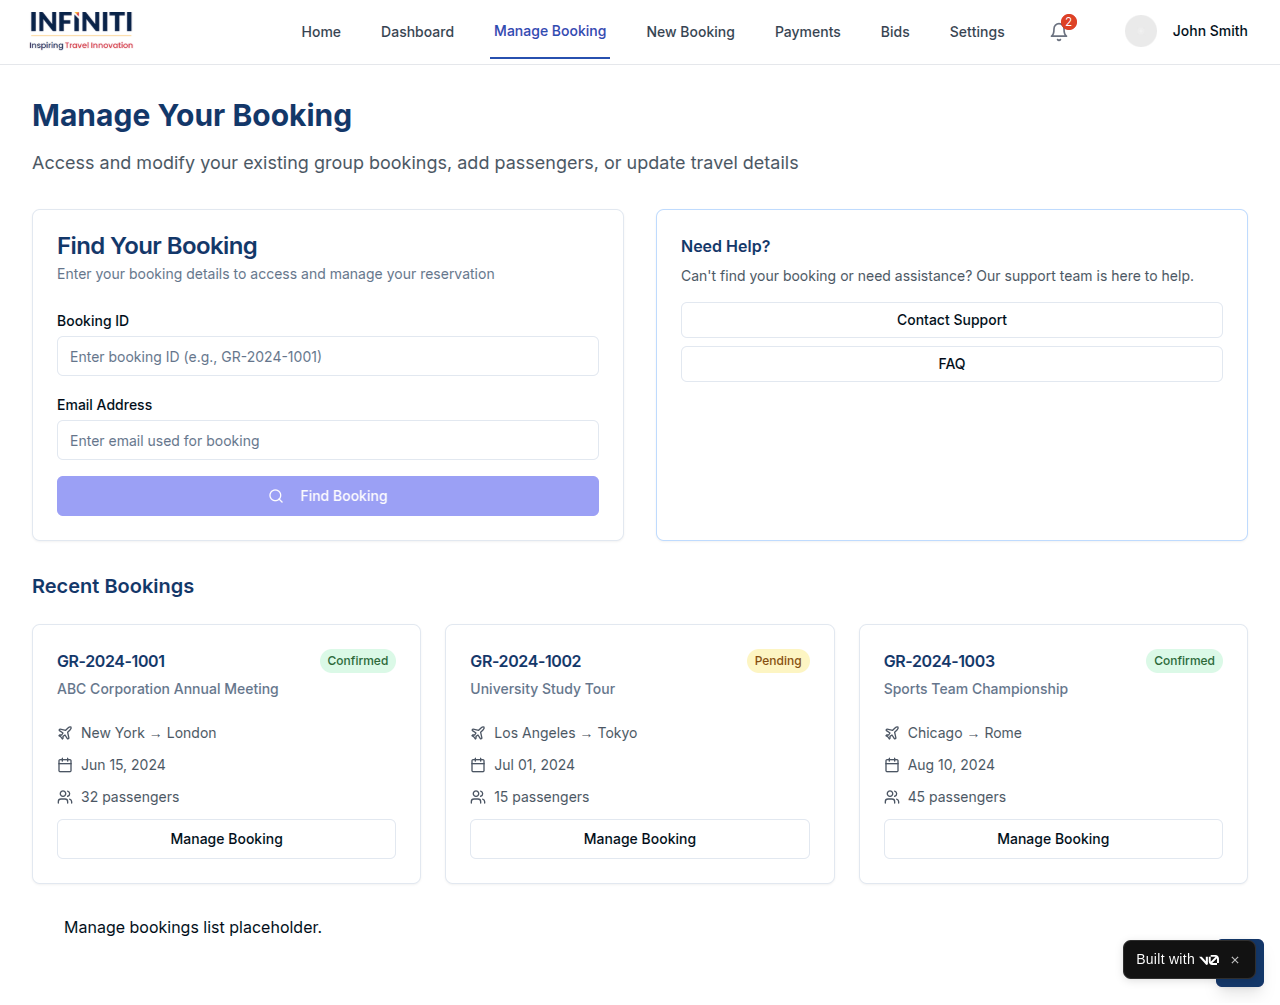 INFINITI
Inspiring Travel Innovation
Home
Dashboard
Manage Booking
New Booking
Payments
Bids
Settings
2
John Smith
Manage Your Booking
Access and modify your existing group bookings, add passengers, or update travel details
Find Your Booking
Enter your booking details to access and manage your reservation
Booking ID
Enter booking ID (e.g., GR-2024-1001)
Email Address
Enter email used for booking
Find Booking
Need Help?
Can't find your booking or need assistance? Our support team is here to help.
Contact Support
FAQ
Recent Bookings
GR-2024-1001
Confirmed
ABC Corporation Annual Meeting
New York → London
Jun 15, 2024
32 passengers
Manage Booking
GR-2024-1002
Pending
University Study Tour
Los Angeles → Tokyo
Jul 01, 2024
15 passengers
Manage Booking
GR-2024-1003
Confirmed
Sports Team Championship
Chicago → Rome
Aug 10, 2024
45 passengers
Manage Booking
Manage bookings list placeholder.
Built with v0 ×